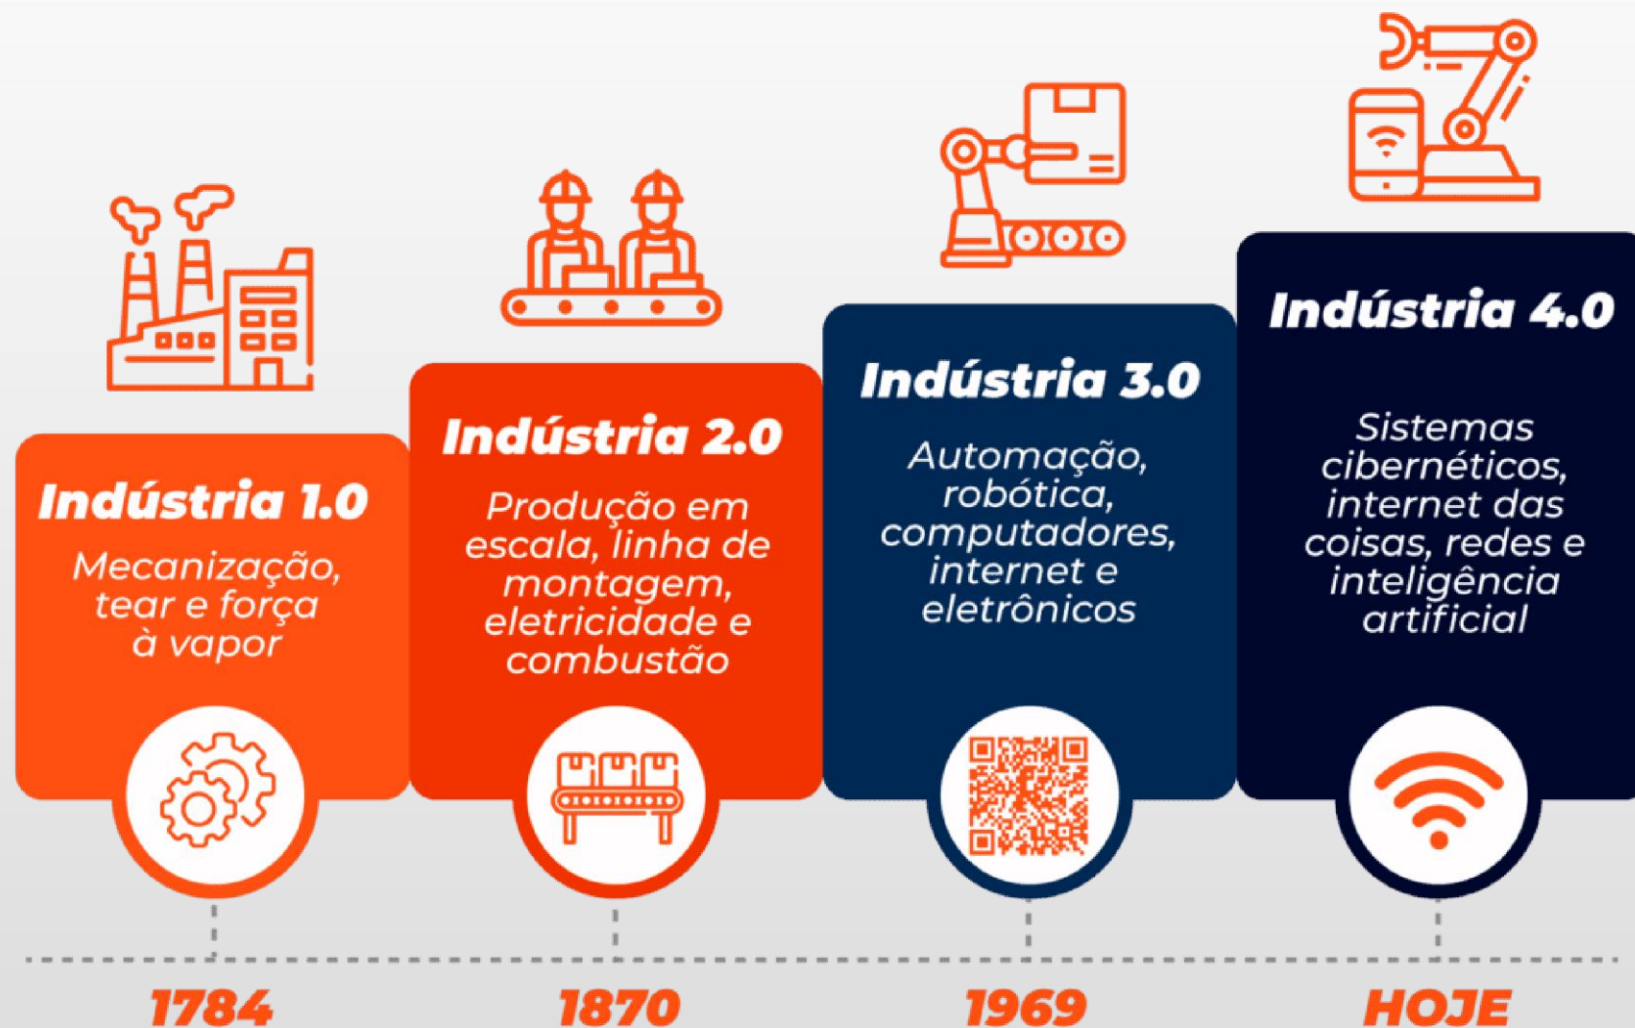 Indústria 1.0
Mecanização,
tear e força
à vapor
1784
Indústria 2.0
Produção em
escala, linha de
montagem,
eletricidade e
combustão
1870
Indústria 3.0
Automação,
robótica,
computadores,
internet e
eletrônicos
1969
Indústria 4.0
Sistemas
cibernéticos,
internet das
coisas, redes e
inteligência
artificial
HOJE